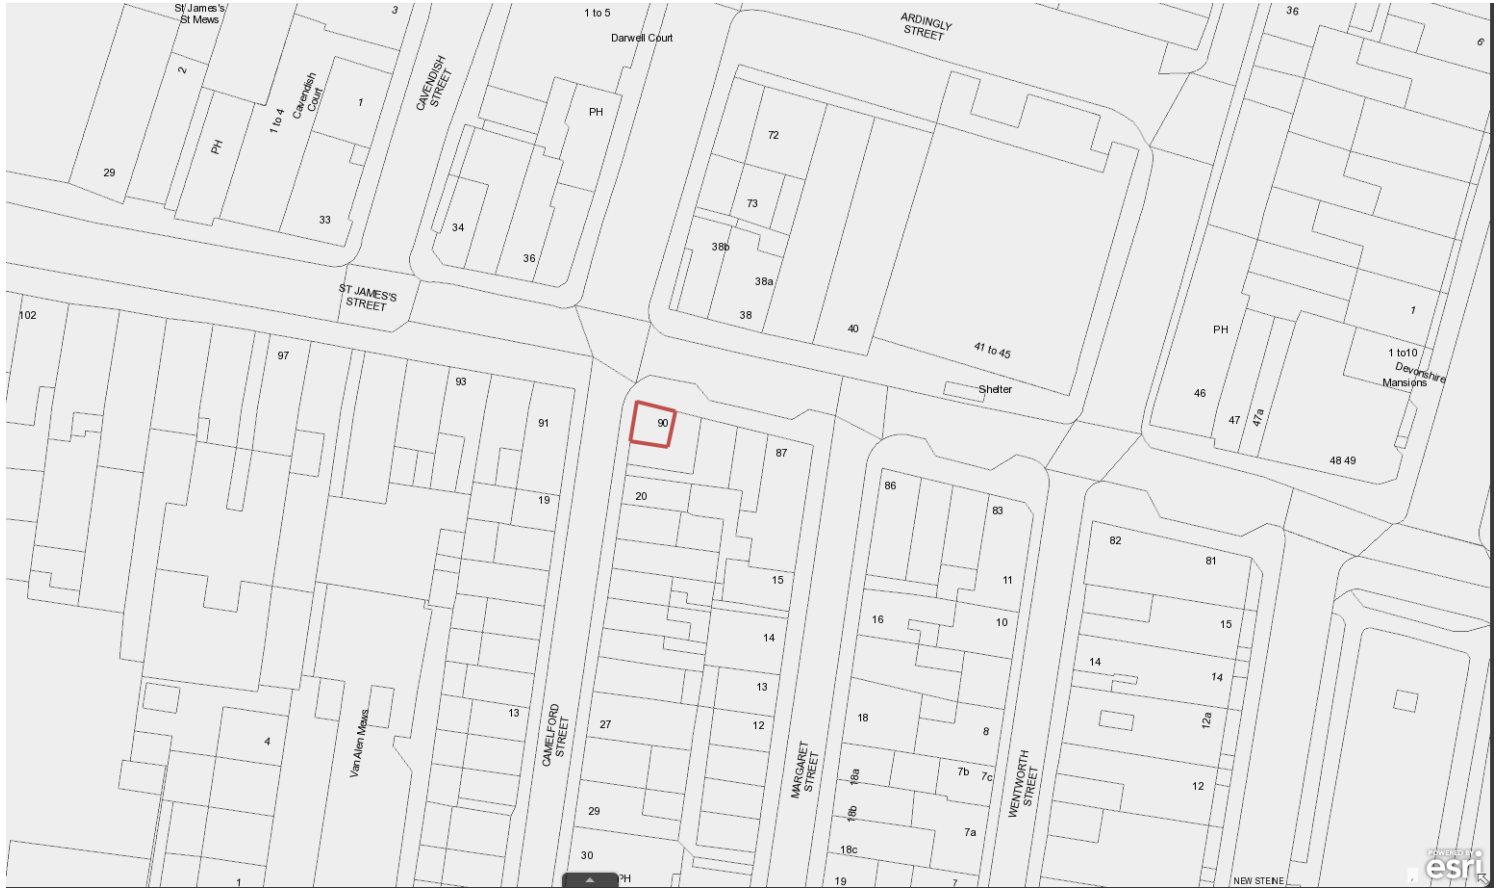 St James's
St Mews
3
1 to 5
Darwell Court
ARDINGLY
STREET
36
6
2
Cavendish
Court
1
CAVENDISH
STREET
PH
72
1 to 4
PH
29
73
33
34
38b
36
38a
ST JAMES'S
STREET
102
38
40
PH
1
41 to 45
1 to10
Devonshire
Mansions
97
93
Shelter
46
91
90
47
47a
87
48 49
86
19
20
83
82
81
15
11
16
10
15
14
14
14
13
13
18
27
12
12a
8
4
Van Alen Mews
CAMELFORD
STREET
MARGARET
STREET
WENTWORTH
STREET
18a
7b
7c
12
29
18b
7a
18c
30
PH
19
7
1
NEW STEINE
POWERED BY
esri